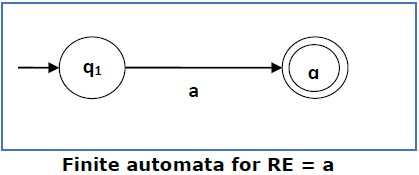 q1
ɑ
a
Finite automata for RE = a